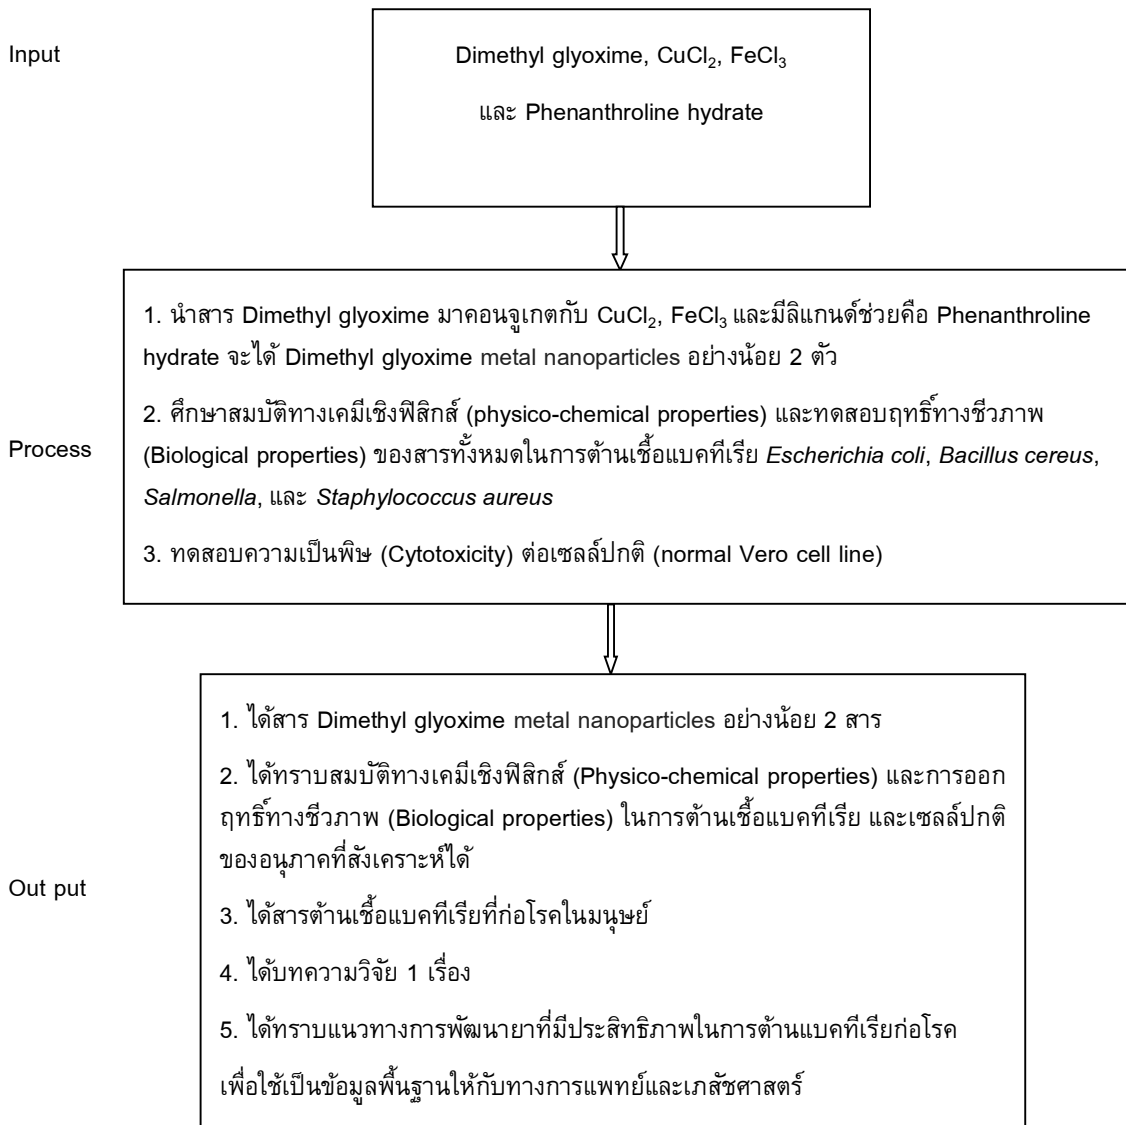 Input
Dimethyl glyoxime, CuCl₂, FeCl₃
และ Phenanthroline hydrate
Process
1. นำสาร Dimethyl glyoxime มาคอนจูเกตกับ CuCl₂, FeCl₃ และมีลิแกนด์ช่วยคือ Phenanthroline
hydrate จะได้ Dimethyl glyoxime metal nanoparticles อย่างน้อย 2 ตัว
2. ศึกษาสมบัติทางเคมีเชิงฟิสิกส์ (physico-chemical properties) และทดสอบฤทธิ์ทางชีวภาพ
(Biological properties) ของสารทั้งหมดในการต้านเชื้อแบคทีเรีย Escherichia coli, Bacillus cereus,
Salmonella, และ Staphylococcus aureus
3. ทดสอบความเป็นพิษ (Cytotoxicity) ต่อเซลล์ปกติ (normal Vero cell line)
Out put
1. ได้สาร Dimethyl glyoxime metal nanoparticles อย่างน้อย 2 สาร
2. ได้ทราบสมบัติทางเคมีเชิงฟิสิกส์ (Physico-chemical properties) และการออก
ฤทธิ์ทางชีวภาพ (Biological properties) ในการต้านเชื้อแบคทีเรีย และเซลล์ปกติ
ของอนุภาคที่สังเคราะห์ได้
3. ได้สารต้านเชื้อแบคทีเรียที่ก่อโรคในมนุษย์
4. ได้บทความวิจัย 1 เรื่อง
5. ได้ทราบแนวทางการพัฒนายาที่มีประสิทธิภาพในการต้านแบคทีเรียก่อโรค
เพื่อใช้เป็นข้อมูลพื้นฐานให้กับทางการแพทย์และเภสัชศาสตร์